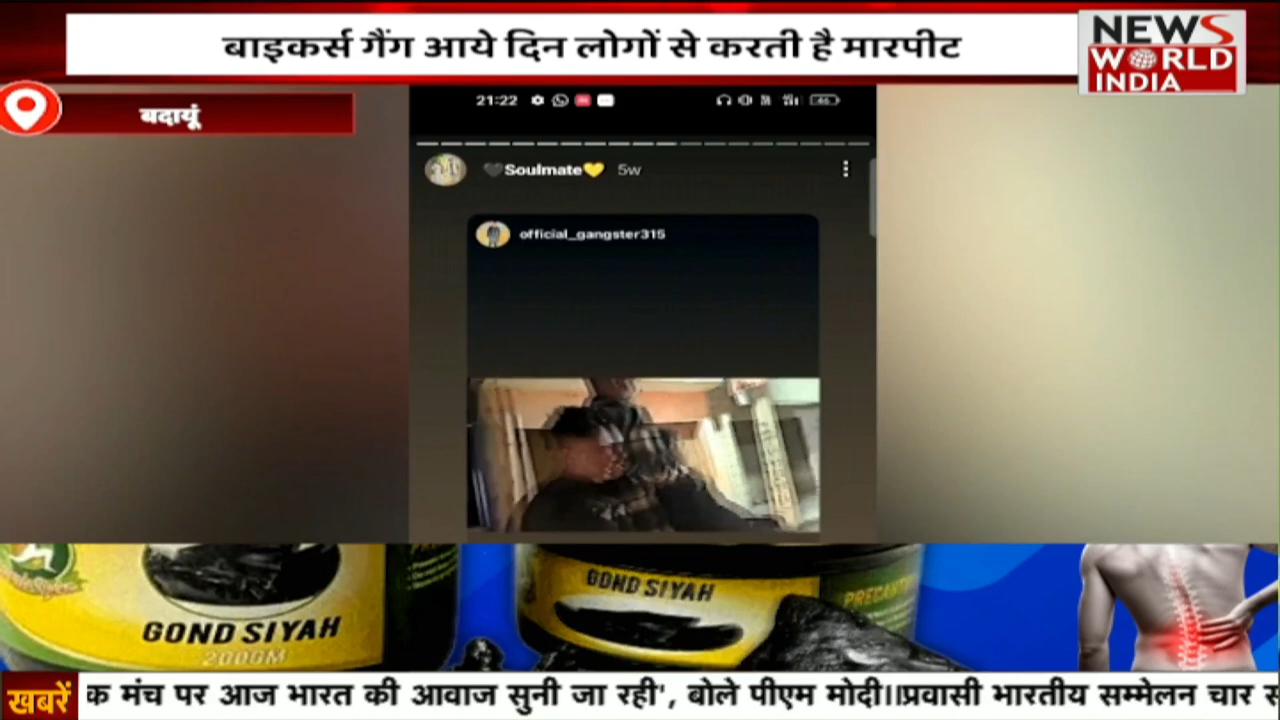 बाइकर्स गैंग आये दिन लोगों से करती है मारपीट
NEWS
WORLD
INDIA
बदायूं
21:22
🖤Soulmate💛 5w
official_gangster315
GOND SIYAH
200GM
GOND SIYAH
खबरें
क मंच पर आज भारत की आवाज सुनी जा रही', बोले पीएम मोदी।।प्रवासी भारतीय सम्मेलन चार स